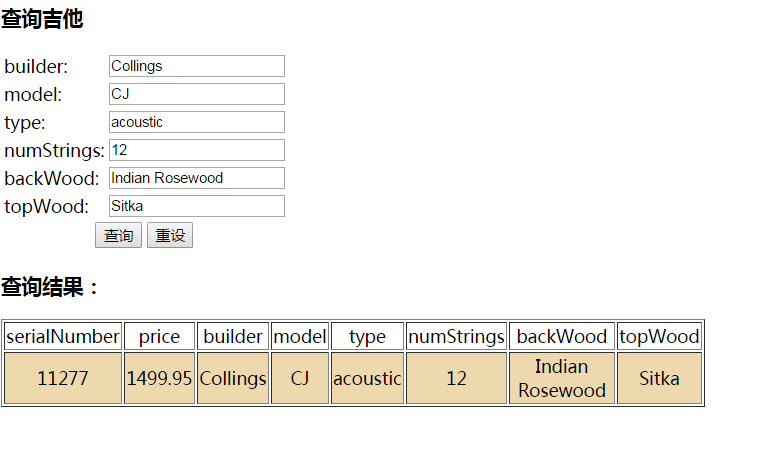 查询吉他
builder: Collings
model: CJ
type: acoustic
numStrings: 12
backWood: Indian Rosewood
topWood: Sitka
查询 重设
查询结果：
serialNumber price builder model type numStrings backWood topWood
11277 1499.95 Collings CJ acoustic 12 Indian Rosewood Sitka